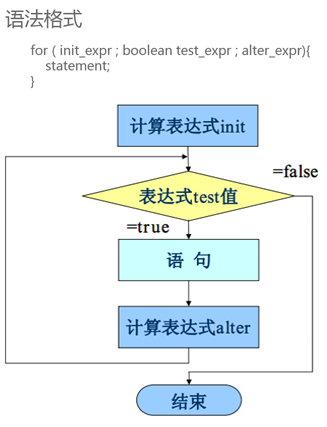 语法格式
for ( init_expr ; boolean test_expr ; alter_expr){
statement;
}
计算表达式init
=false
表达式test值
=true
语 句
计算表达式alter
结束